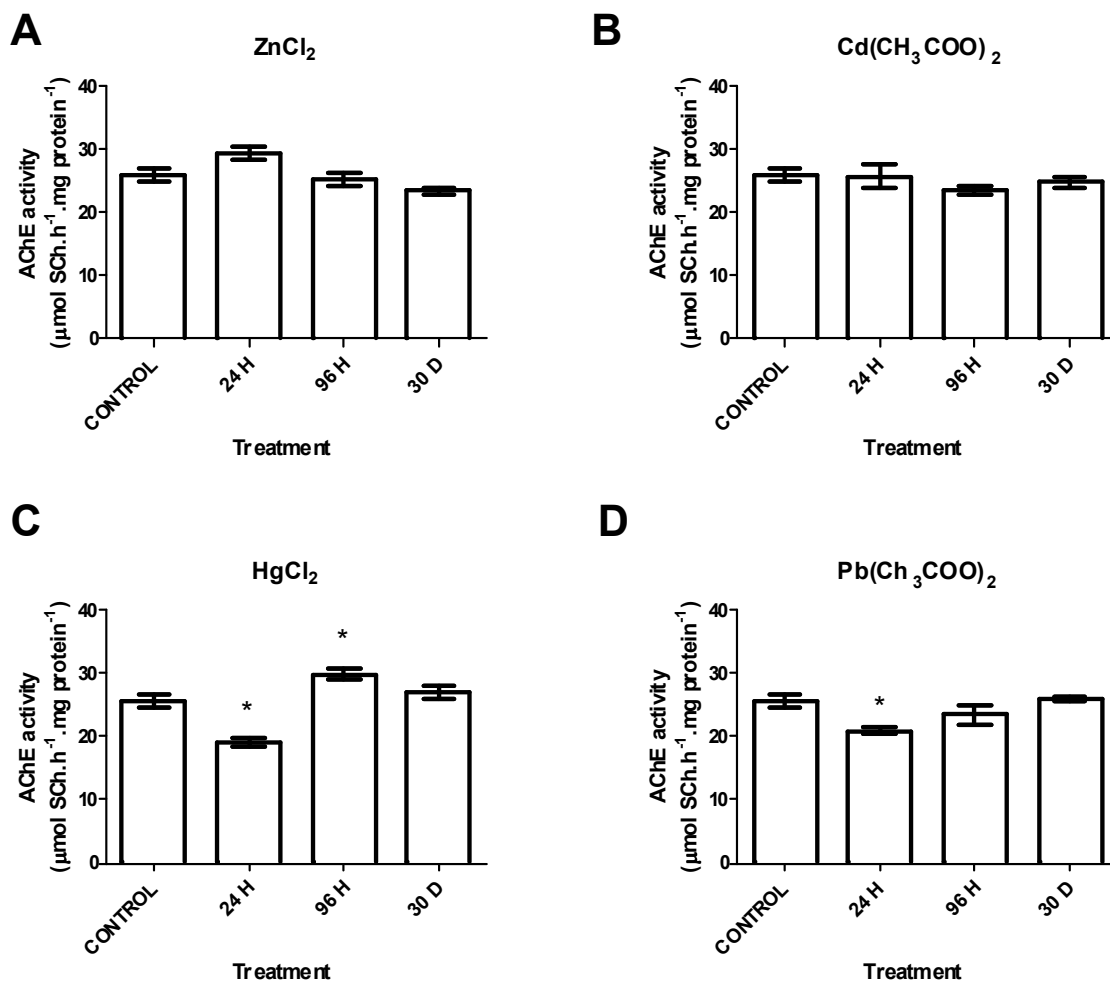 A
ZnCl₂
AChE activity
(μmol SCh.h⁻¹.mg protein⁻¹)
40
30
20
10
0
CONTROL
24 H
96 H
30 D
Treatment
B
Cd(CH₃COO)₂
AChE activity
(μmol SCh.h⁻¹.mg protein⁻¹)
40
30
20
10
0
CONTROL
24 H
96 H
30 D
Treatment
C
HgCl₂
AChE activity
(μmol SCh.h⁻¹.mg protein⁻¹)
40
30
20
10
0
*
*
CONTROL
24 H
96 H
30 D
Treatment
D
Pb(Ch₃COO)₂
AChE activity
(μmol SCh.h⁻¹.mg protein⁻¹)
40
30
20
10
0
*
CONTROL
24 H
96 H
30 D
Treatment